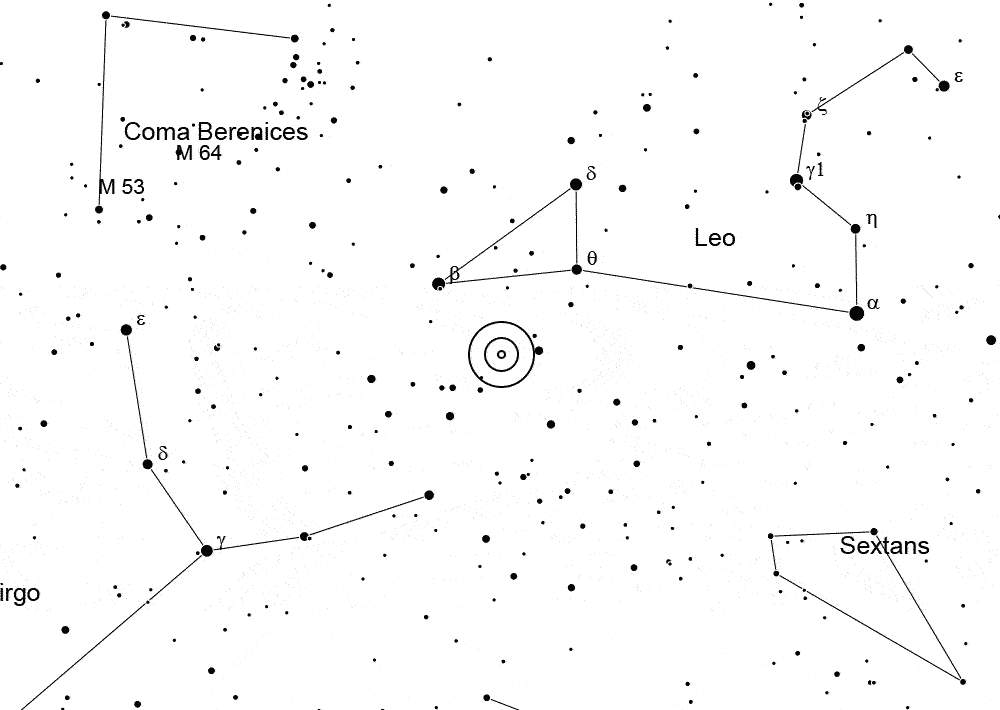 ε
ζ
Coma Berenices
M 64
γ1
δ
M 53
η
Leo
θ
β
α
ε
δ
γ
Sextans
irgo